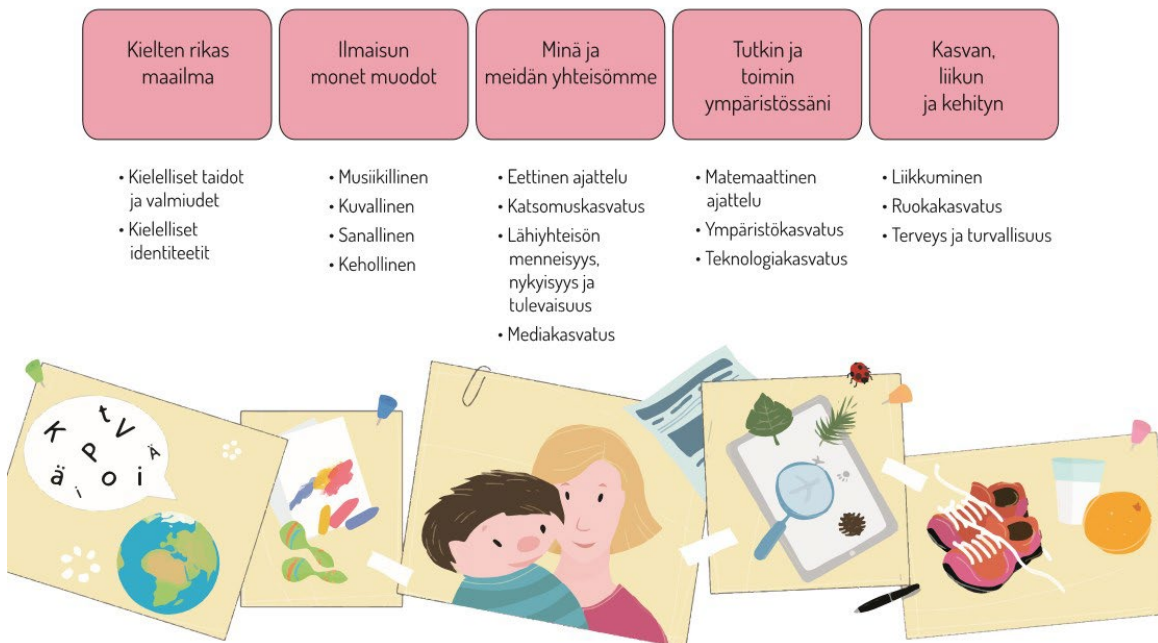 Kielten rikas
maailma
Ilmaisun
monet muodot
Minä ja
meidän yhteisömme
Tutkin ja
toimin
ympäristössäni
Kasvan,
liikun
ja kehityn
• Kielelliset taidot
ja valmiudet
• Kielelliset
identiteetit
• Musiikillinen
• Kuvallinen
• Sanallinen
• Kehollinen
• Eettinen ajattelu
• Katsomuskasvatus
• Lähiyhteisön
menneisyys,
nykyisyys ja
tulevaisuus
• Mediakasvatus
• Matemaattinen
ajattelu
• Ympäristökasvatus
• Teknologiakasvatus
• Liikkuminen
• Ruokakasvatus
• Terveys ja turvallisuus
K P t V
ä i o i Ä